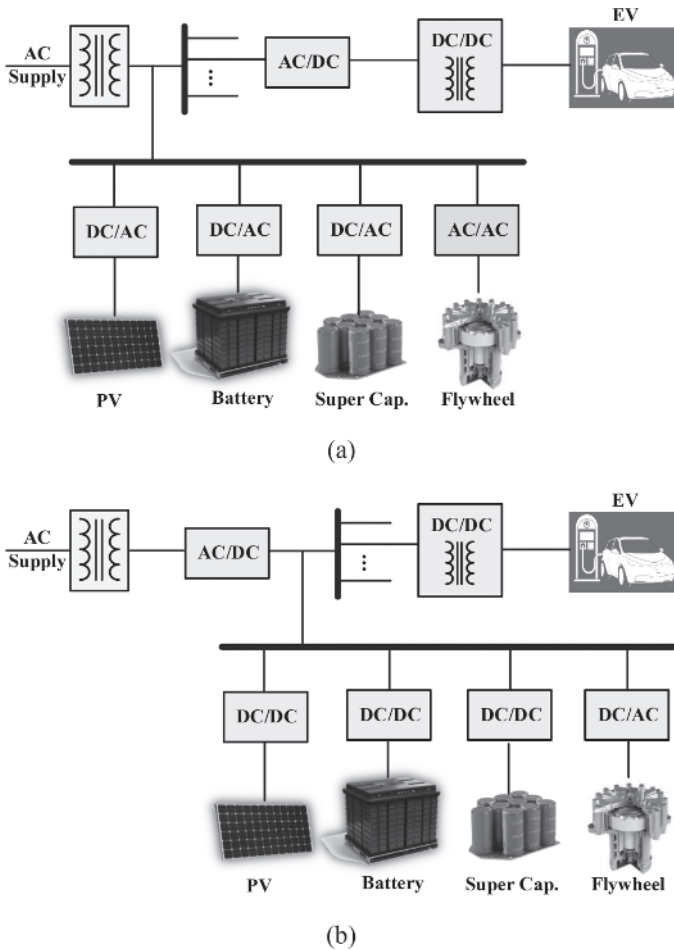 EV
AC
Supply
AC/DC
DC/DC
DC/AC
DC/AC
DC/AC
AC/AC
PV
Battery
Super Cap.
Flywheel
(a)
EV
AC
Supply
AC/DC
DC/DC
DC/DC
DC/DC
DC/DC
DC/AC
PV
Battery
Super Cap.
Flywheel
(b)